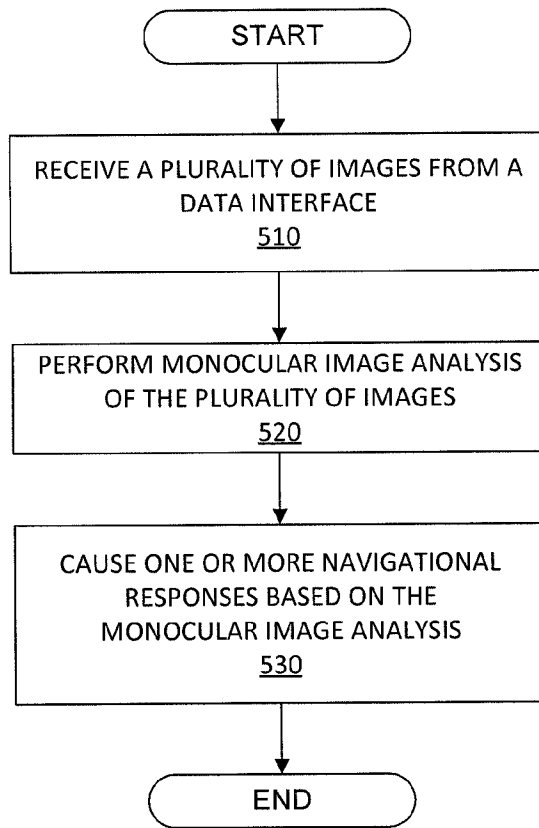 START
RECEIVE A PLURALITY OF IMAGES FROM A
DATA INTERFACE
510
PERFORM MONOCULAR IMAGE ANALYSIS
OF THE PLURALITY OF IMAGES
520
CAUSE ONE OR MORE NAVIGATIONAL
RESPONSES BASED ON THE
MONOCULAR IMAGE ANALYSIS
530
END